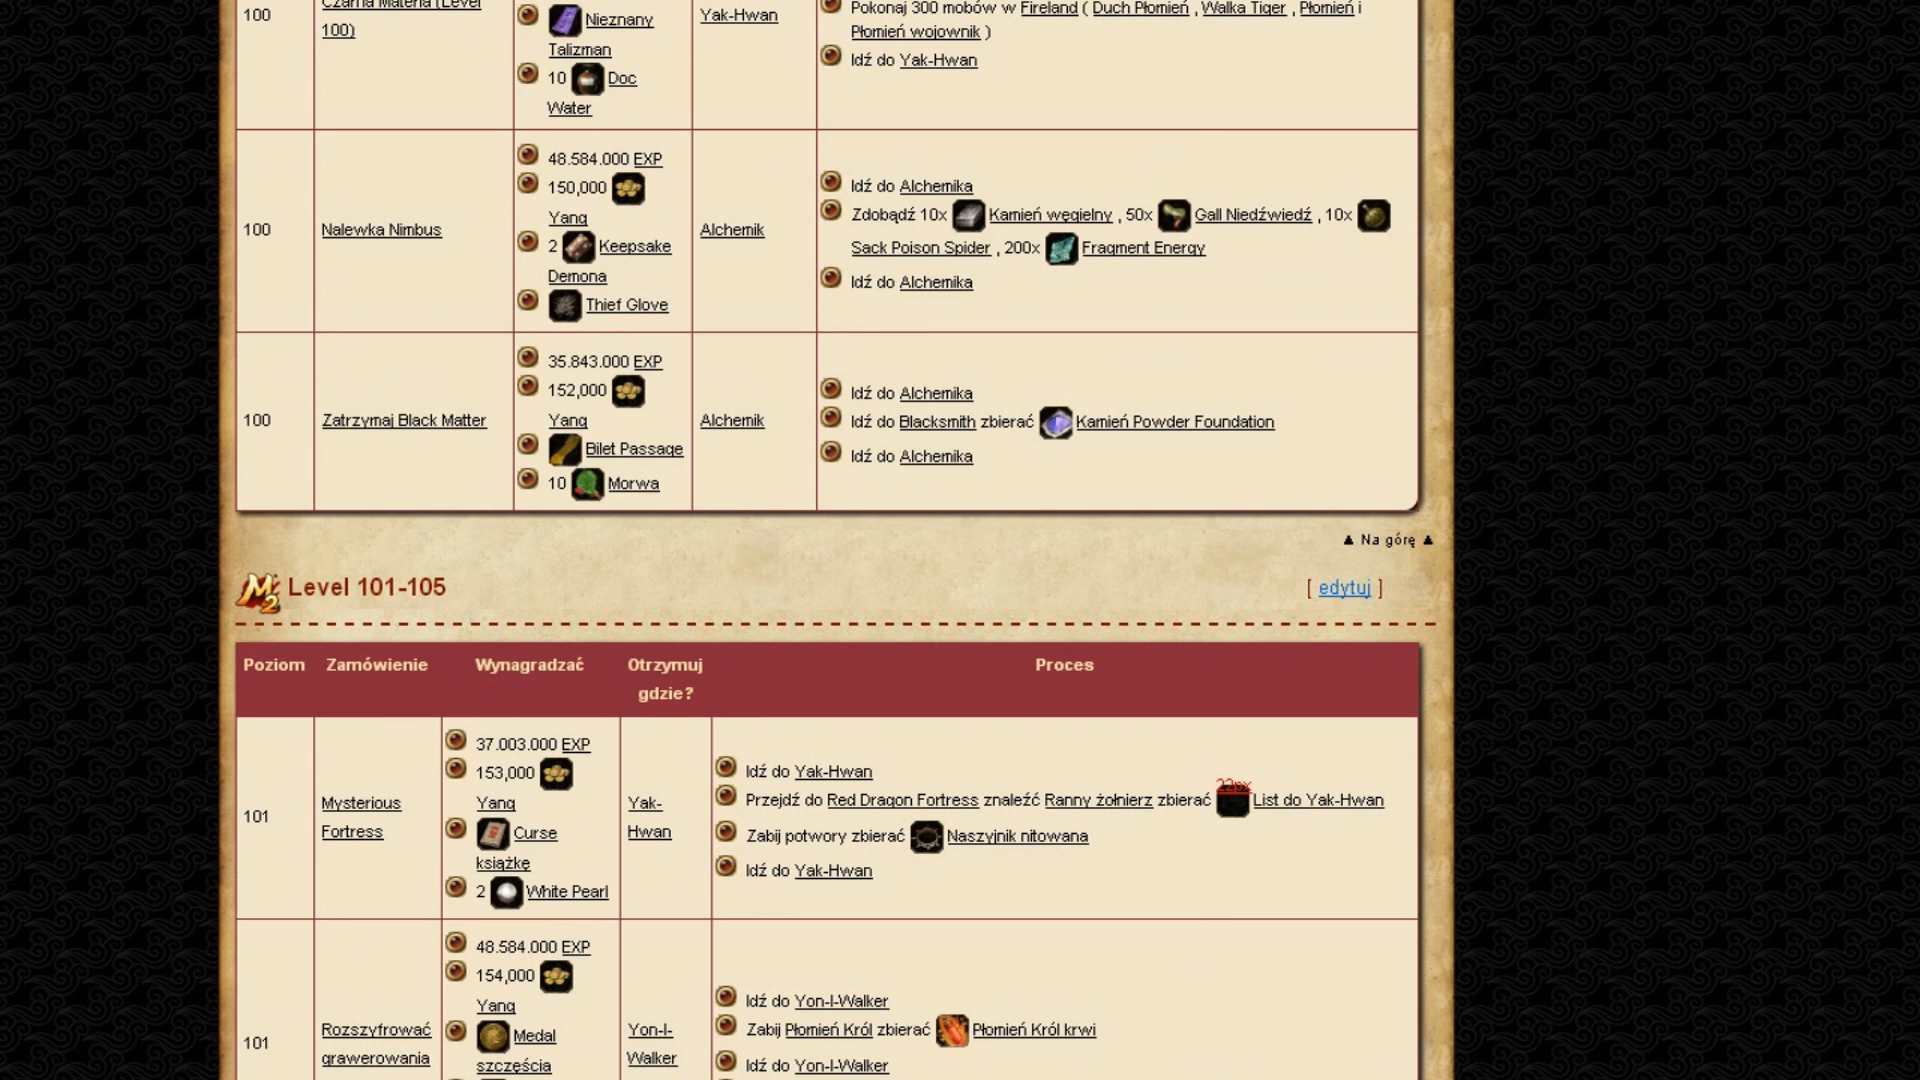 Czarna Materia (Level
100
100)
Nieznany
Talizman
10 Doc
Water
Yak-Hwan
Pokonaj 300 mobów w Fireland ( Duch Płomień , Walka Tiger , Płomień i
Płomień wojownik )
Idź do Yak-Hwan
100
Nalewka Nimbus
48.584.000 EXP
150,000
Yang
2 Keepsake
Demona
Thief Glove
Alchemik
Idź do Alchemika
Zdobądź 10x Kamień węgielny , 50x Gall Niedźwiedź , 10x
Sack Poison Spider , 200x Fragment Energy
Idź do Alchemika
100
Zatrzymaj Black Matter
35.843.000 EXP
152,000
Yang
Bilet Passage
10 Morwa
Alchemik
Idź do Alchemika
Idź do Blacksmith zbierać Kamień Powder Foundation
Idź do Alchemika
▲ Na górę ▲
M2 Level 101-105 [ edytuj ]
Poziom Zamówienie Wynagradzać Otrzymuj Proces
gdzie?
101
Mysterious
Fortress
37.003.000 EXP
153,000
Yang
Curse
książkę
2 White Pearl
Yak-
Hwan
Idź do Yak-Hwan
Przejdź do Red Dragon Fortress znaleźć Ranny żołnierz zbierać 22px List do Yak-Hwan
Zabij potwory zbierać Naszyjnik nitowana
Idź do Yak-Hwan
101
Rozszyfrować
grawerowania
48.584.000 EXP
154,000
Yang
Medal
szczęścia
Yon-I-
Walker
Idź do Yon-I-Walker
Zabij Płomień Król zbierać Płomień Król krwi
Idź do Yon-I-Walker